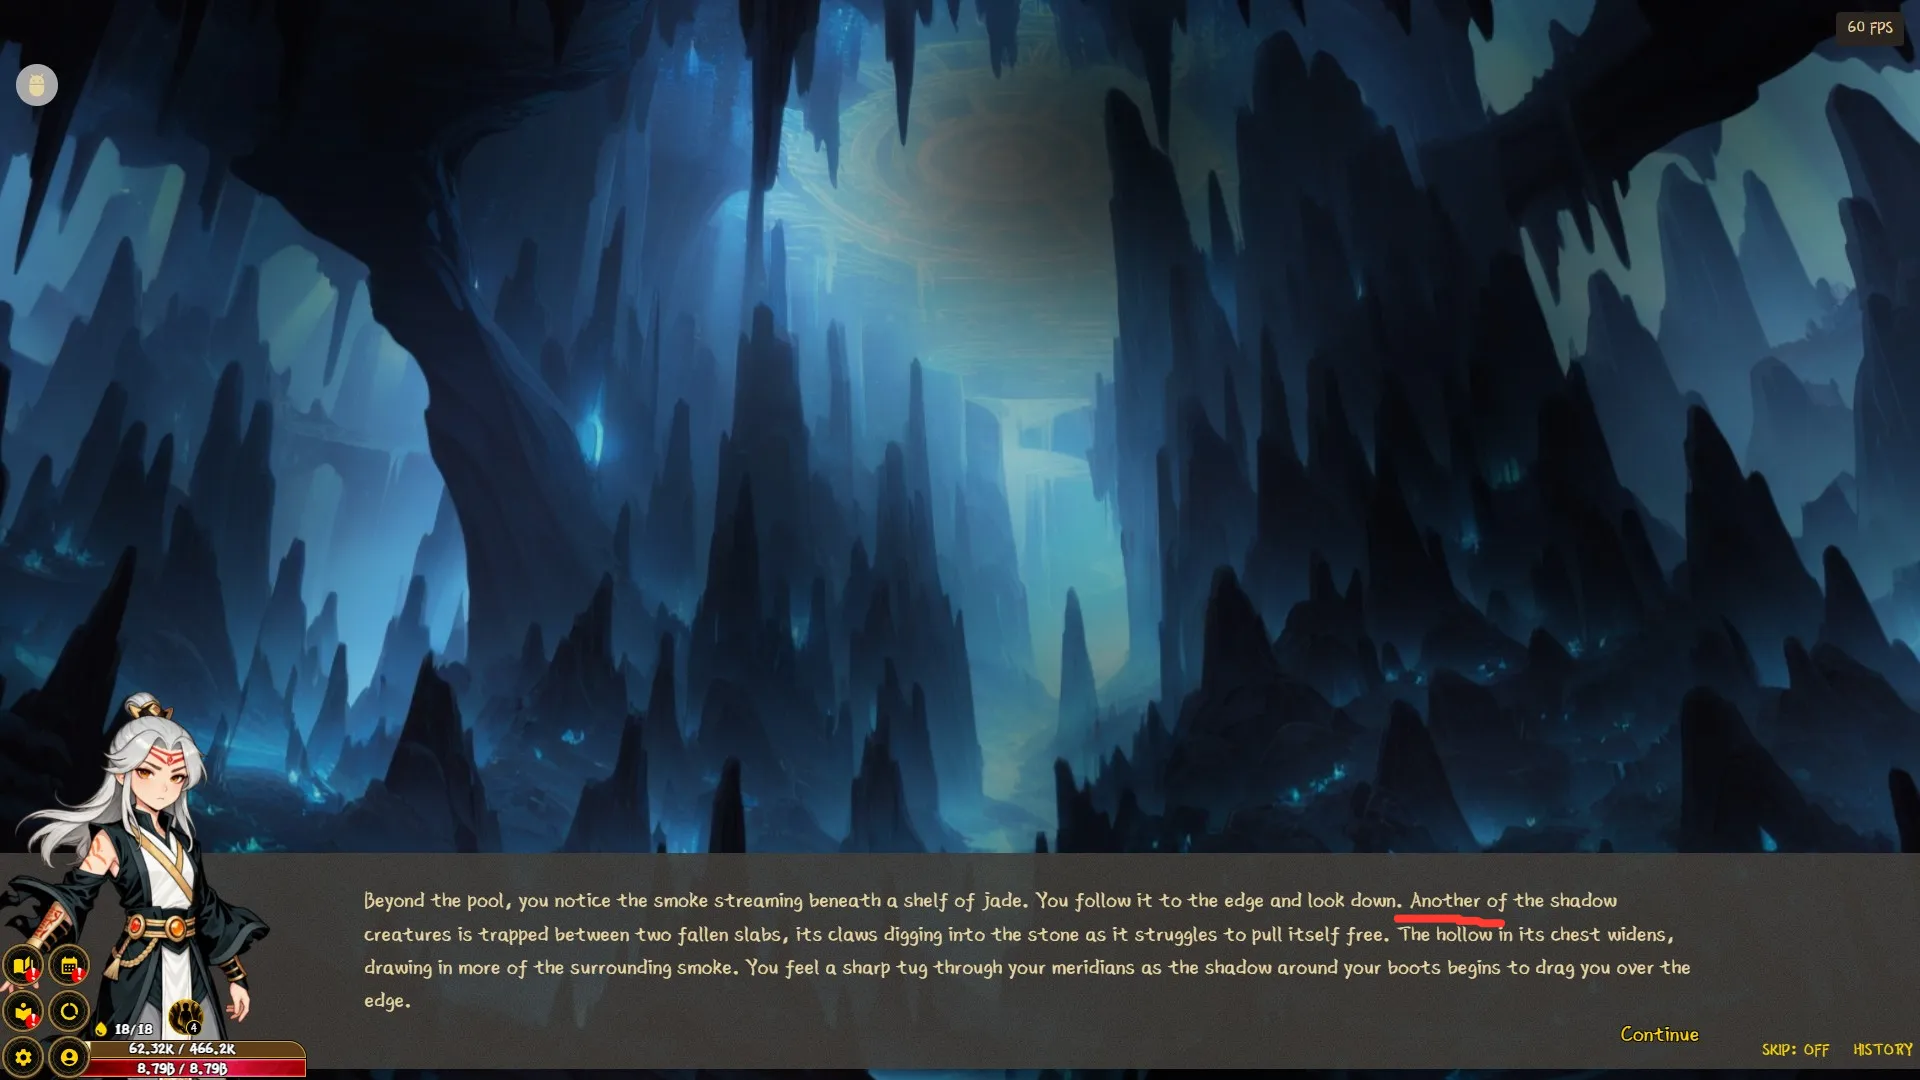 60 FPS
Beyond the pool, you notice the smoke streaming beneath a shelf of jade. You follow it to the edge and look down. Another of the shadow
creatures is trapped between two fallen slabs, its claws digging into the stone as it struggles to pull itself free. The hollow in its chest widens,
drawing in more of the surrounding smoke. You feel a sharp tug through your meridians as the shadow around your boots begins to drag you over the
edge.
Continue
SKIP: OFF HISTORY
18/18
4
62.32K / 466.2K
8.79B / 8.79B